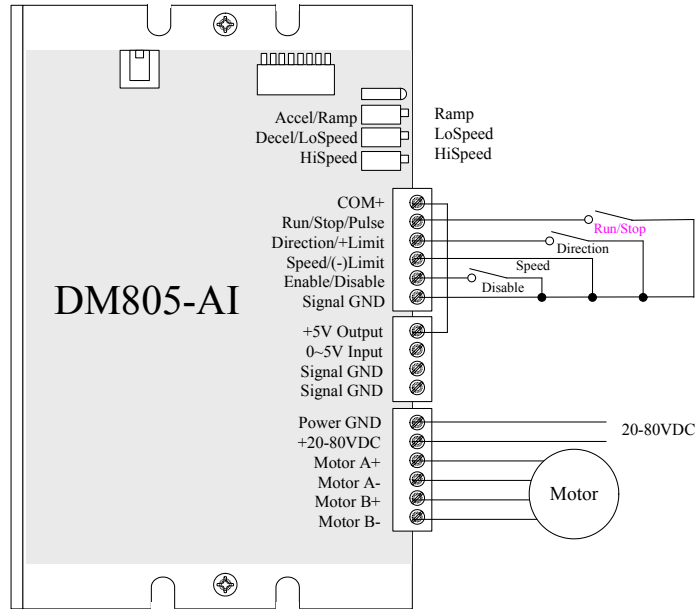 Accel/Ramp Ramp
Decel/LoSpeed LoSpeed
HiSpeed HiSpeed
COM+
Run/Stop/Pulse Run/Stop
Direction/+Limit Direction
Speed/(-)Limit Speed
Enable/Disable Disable
Signal GND
DM805-AI
+5V Output
0~5V Input
Signal GND
Signal GND
Power GND 20-80VDC
+20-80VDC
Motor A+
Motor A-
Motor B+
Motor B-
Motor